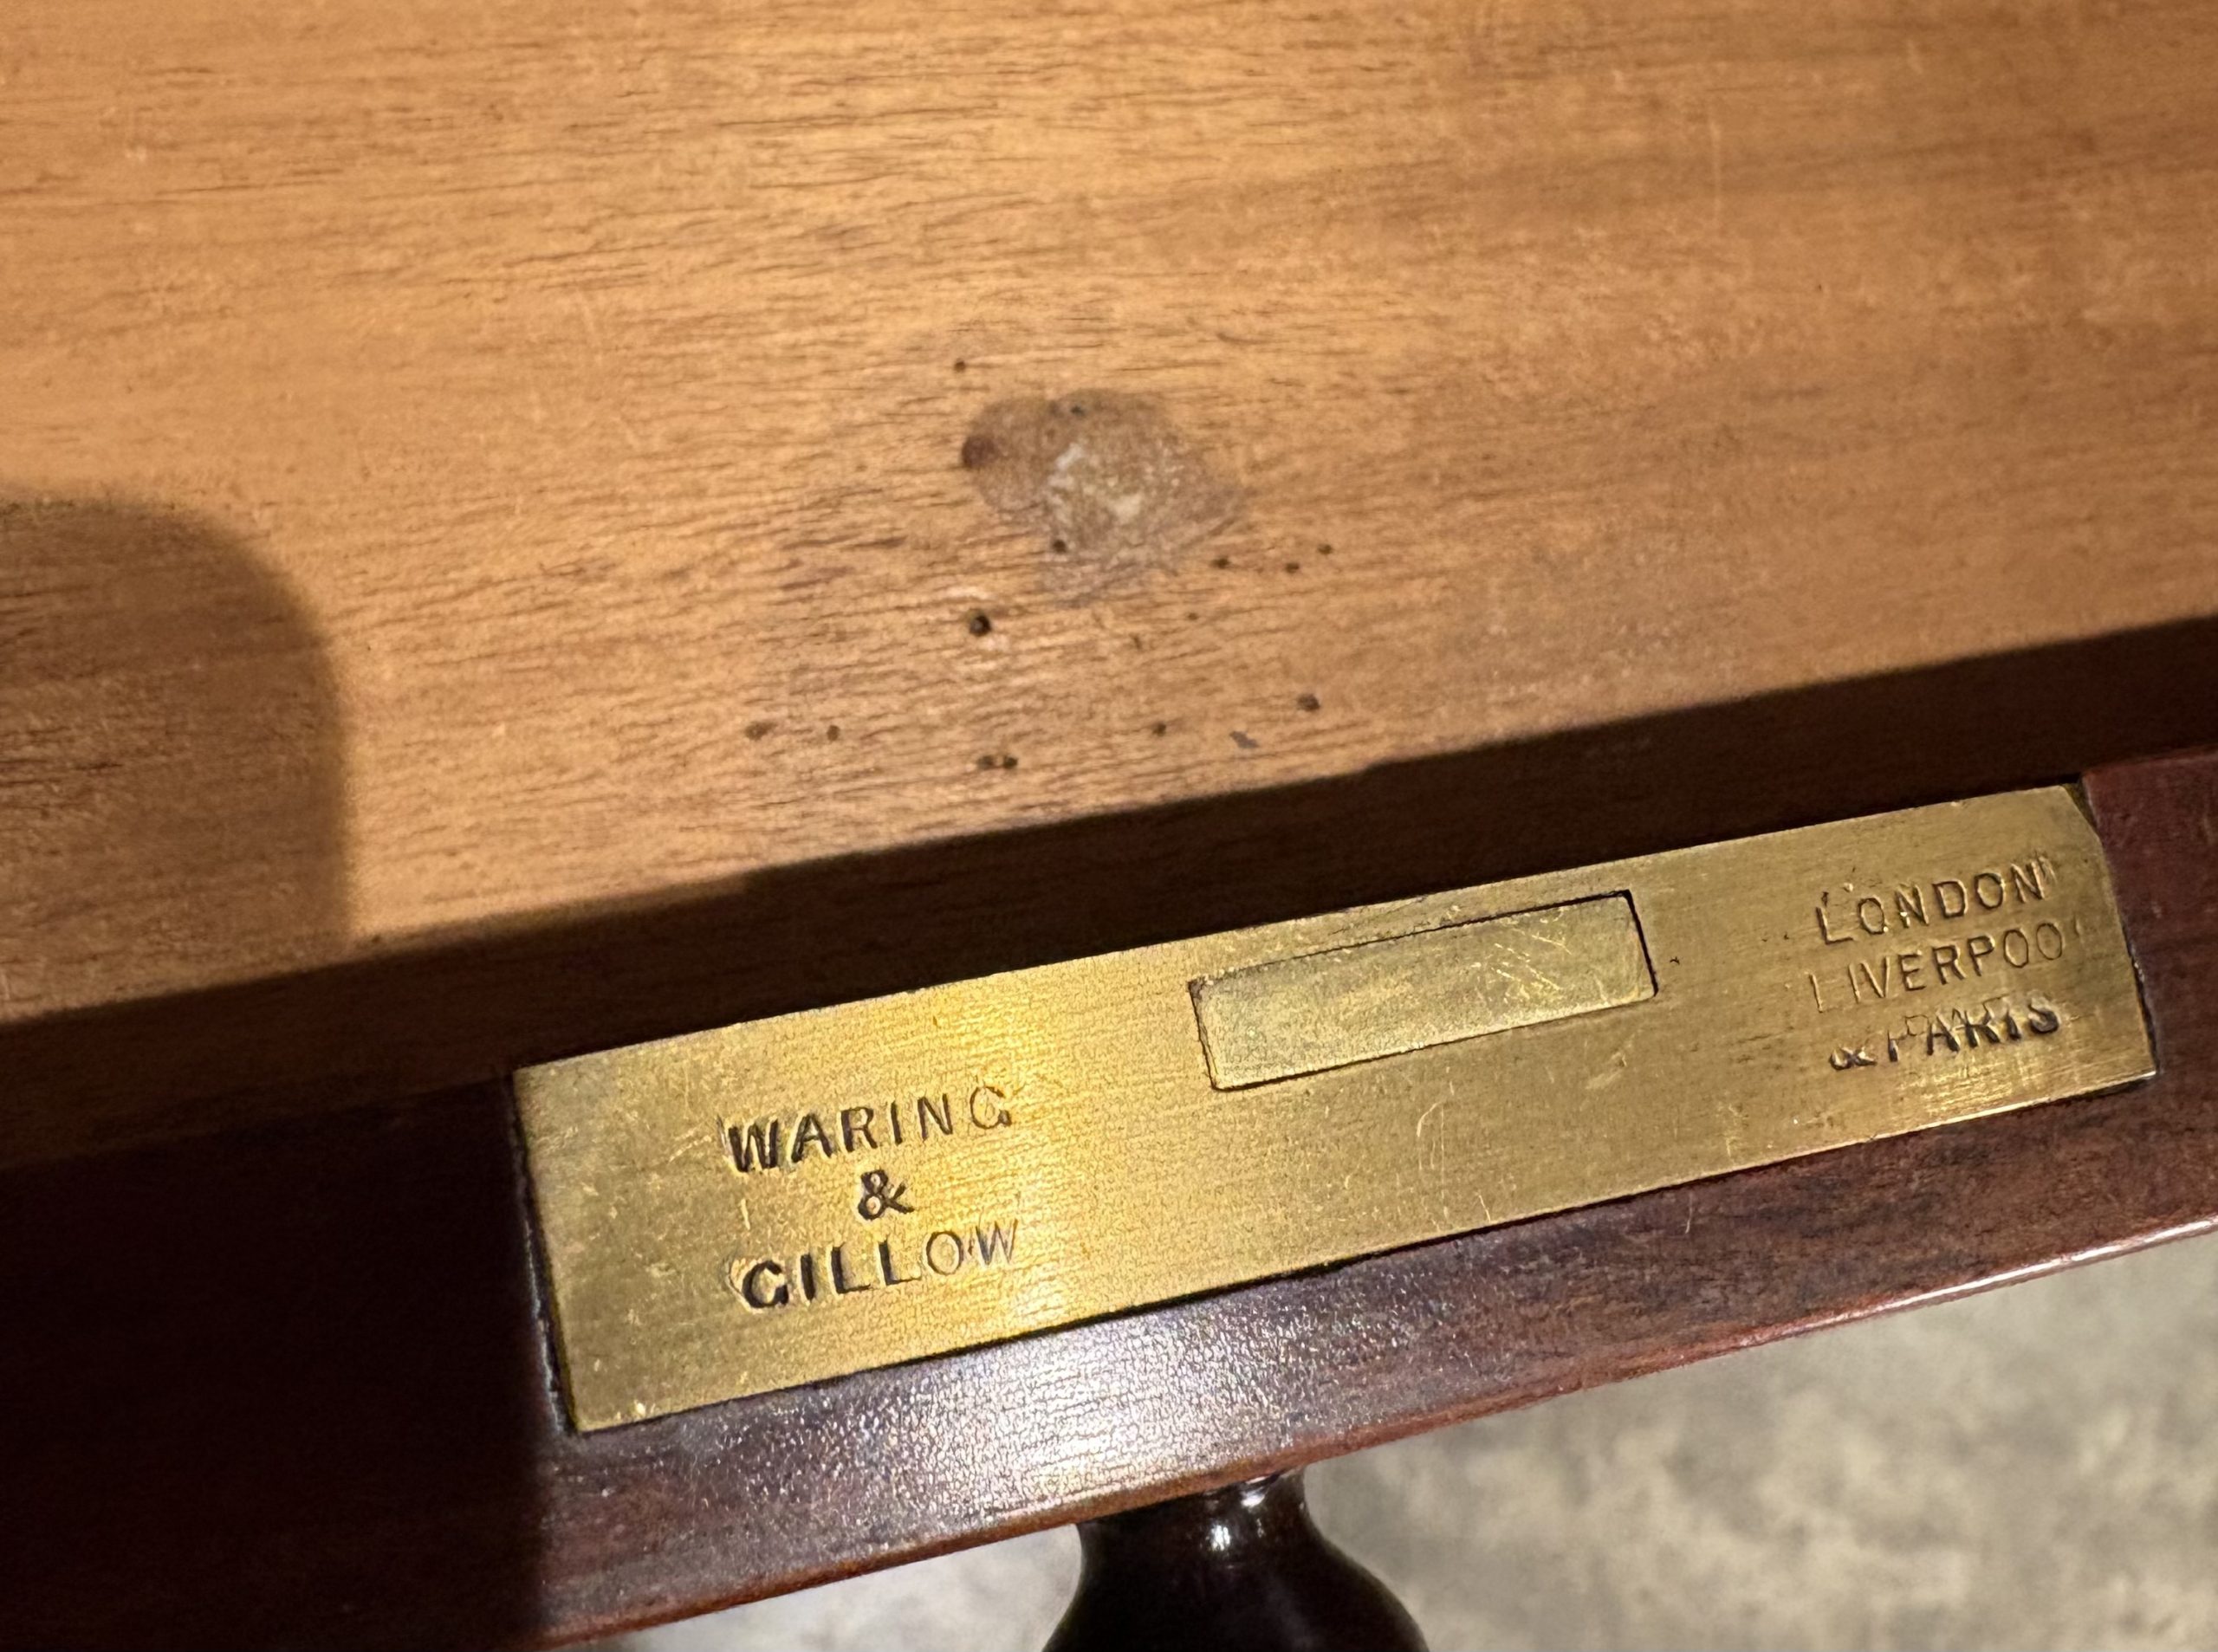 WARING
&
GILLOW
LONDON
LIVERPOO
& PARIS